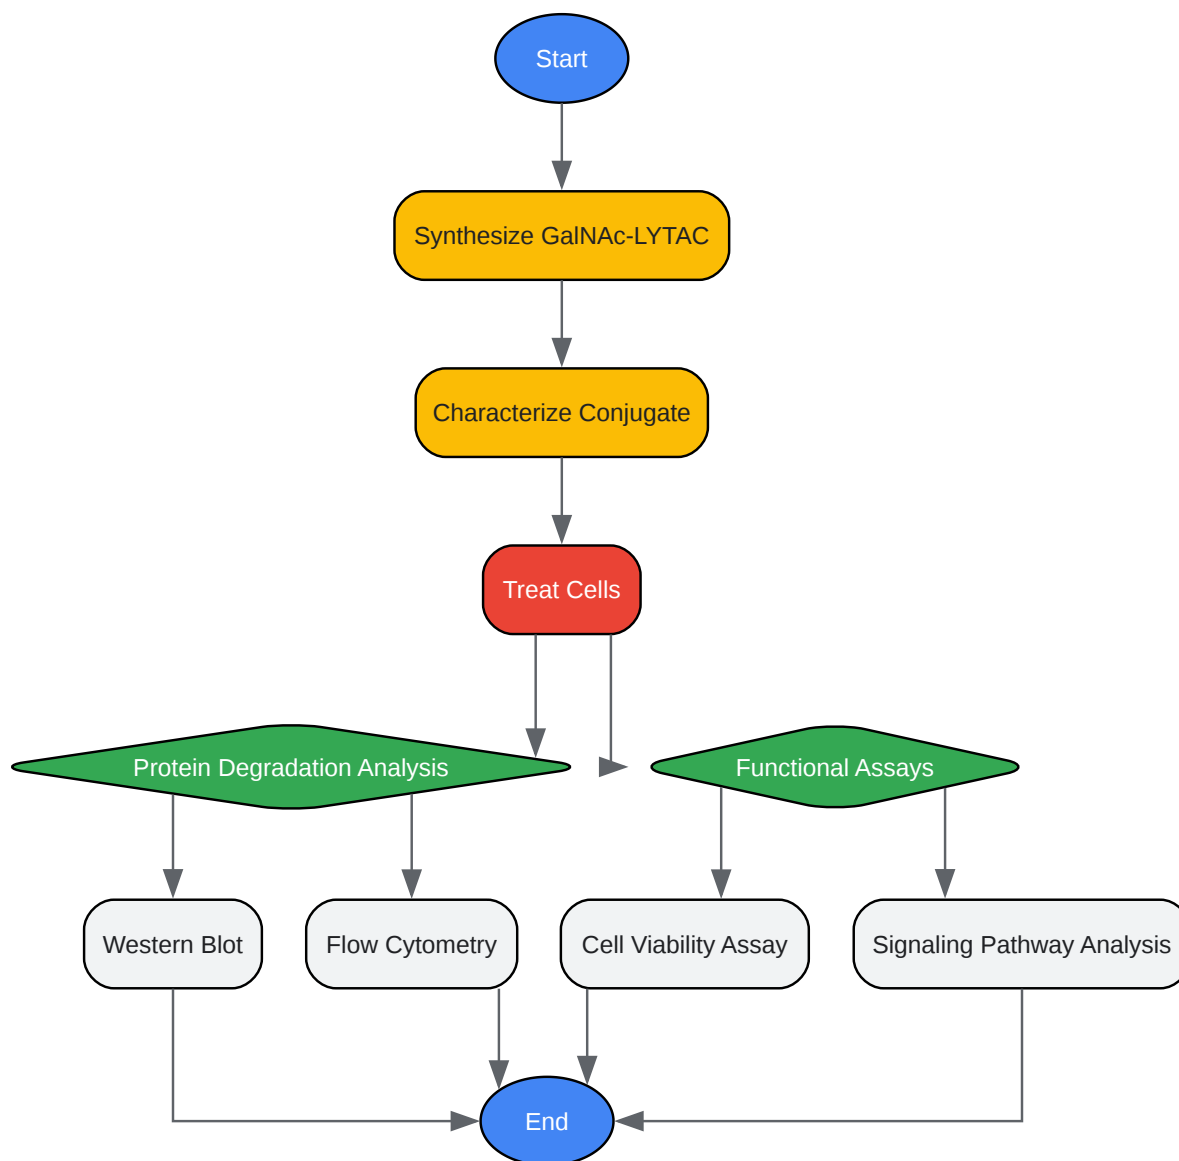 Start
Synthesize GalNAc-LYTAC
Characterize Conjugate
Treat Cells
Protein Degradation Analysis
Functional Assays
Western Blot
Flow Cytometry
Cell Viability Assay
Signaling Pathway Analysis
End